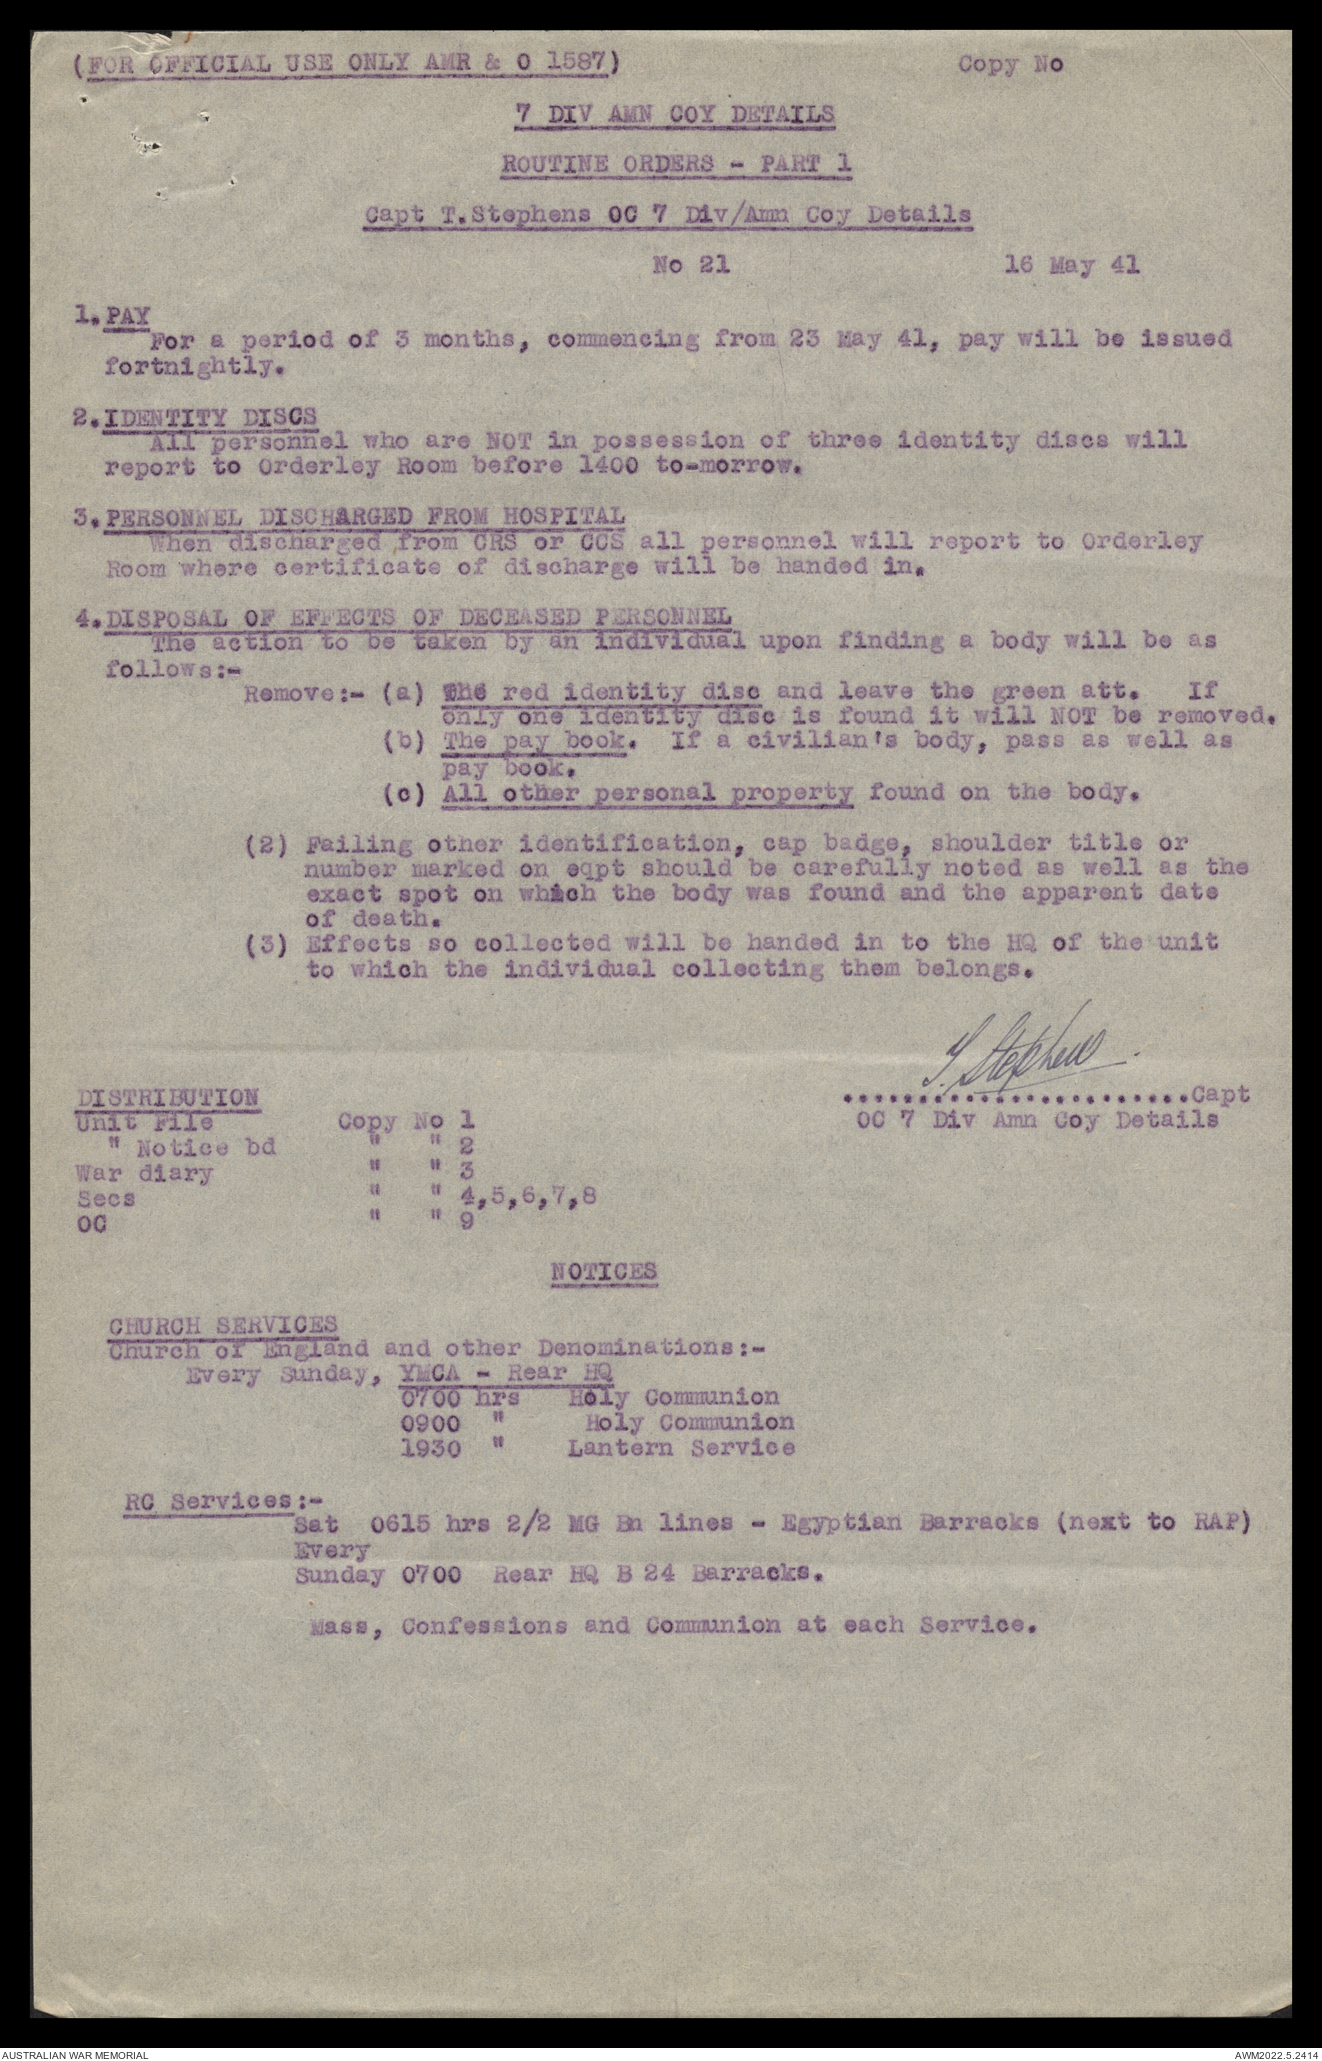 (FOR OFFICIAL USE ONLY AMR & O 1587) Copy No
7 DIV AMN COY DETAILS
ROUTINE ORDERS - PART 1
Capt T.Stephens OC 7 Div/Amn Coy Details
No 21 16 May 41
1.PAY
For a period of 3 months, commencing from 23 May 41, pay will be issued
fortnightly.
2.IDENTITY DISCS
All personnel who are NOT in possession of three identity discs will
report to Orderley Room before 1400 to-morrow.
3.PERSONNEL DISCHARGED FROM HOSPITAL
When discharged from CRS or CCS all personnel will report to Orderley
Room where certificate of discharge will be handed in.
4.DISPOSAL OF EFFECTS OF DECEASED PERSONNEL
The action to be taken by an individual upon finding a body will be as
follows:-
Remove:- (a) The red identity disc and leave the green att. If
only one identity disc is found it will NOT be removed.
(b) The pay book. If a civilian's body, pass as well as
pay book.
(c) All other personal property found on the body.
(2) Failing other identification, cap badge, shoulder title or
number marked on eqpt should be carefully noted as well as the
exact spot on which the body was found and the apparent date
of death.
(3) Effects so collected will be handed in to the HQ of the unit
to which the individual collecting them belongs.
T. Stephens
.......................Capt
OC 7 Div Amn Coy Details
DISTRIBUTION
Unit File Copy No 1
" Notice bd " " 2
War diary " " 3
Secs " " 4,5,6,7,8
OC " " 9
NOTICES
CHURCH SERVICES
Church of England and other Denominations:-
Every Sunday, YMCA - Rear HQ
0700 hrs Holy Communion
0900 " Holy Communion
1930 " Lantern Service
RC Services:-
Sat 0615 hrs 2/2 MG Bn lines - Egyptian Barracks (next to RAP)
Every
Sunday 0700 Rear HQ B 24 Barracks.
Mass, Confessions and Communion at each Service.
AUSTRALIAN WAR MEMORIAL AWM2022.5.2414